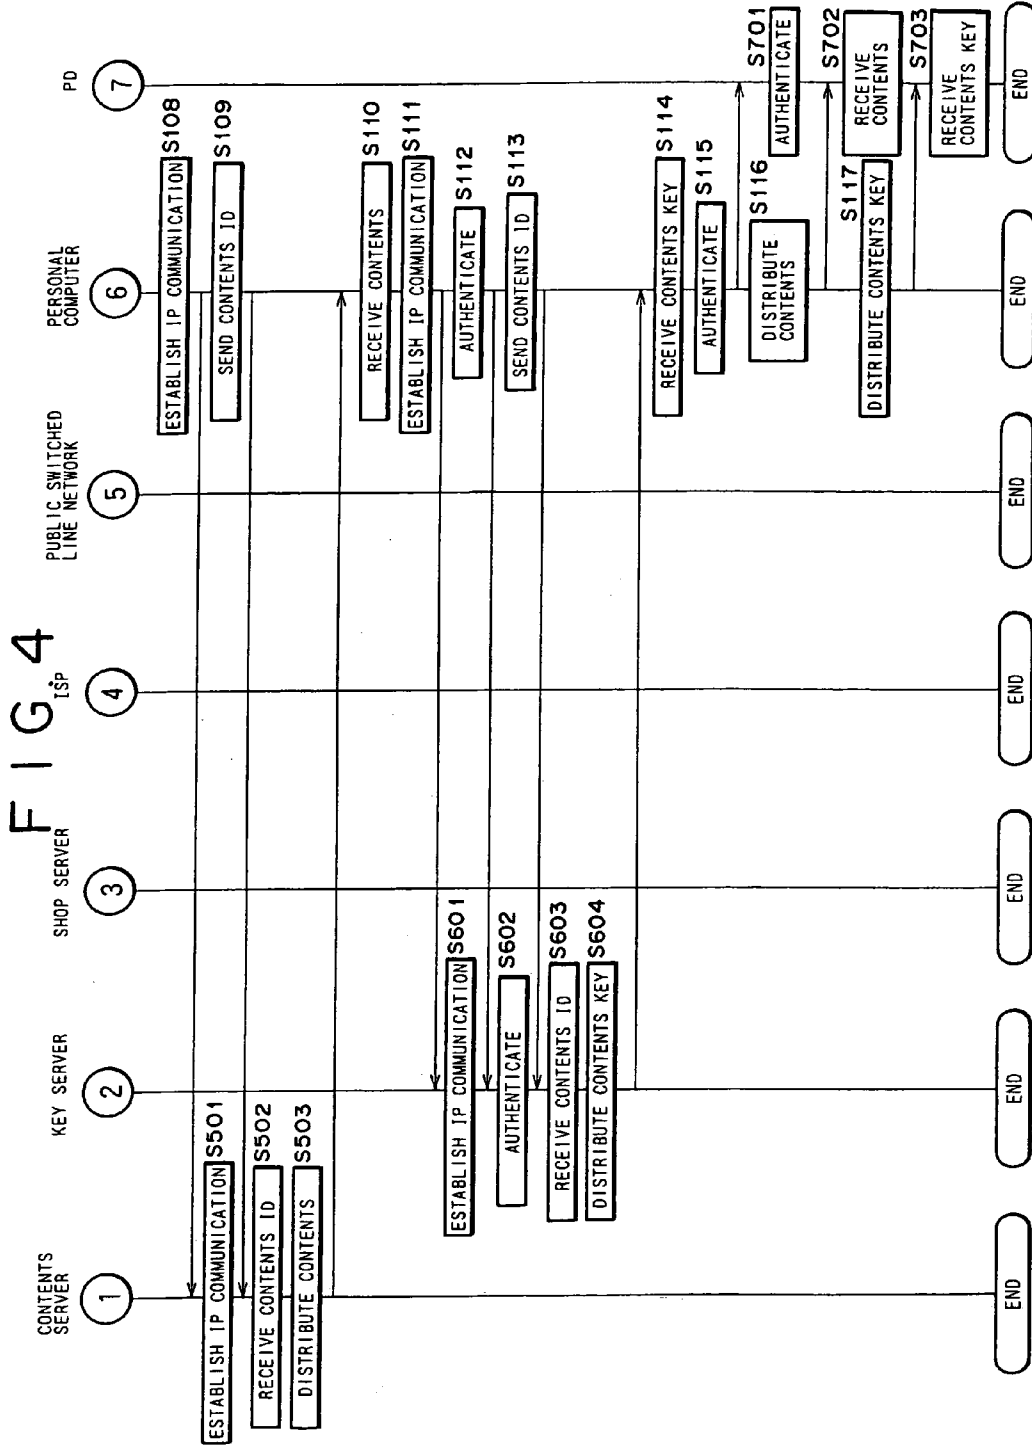 FIG. 4
CONTENTS
SERVER
1
KEY SERVER
2
SHOP SERVER
3
ISP
4
PUBLIC SWITCHED
LINE NETWORK
5
PERSONAL
COMPUTER
6
PD
7
ESTABLISH IP COMMUNICATION S108
ESTABLISH IP COMMUNICATION S501
SEND CONTENTS ID S109
RECEIVE CONTENTS ID S502
DISTRIBUTE CONTENTS S503
RECEIVE CONTENTS S110
ESTABLISH IP COMMUNICATION S111
ESTABLISH IP COMMUNICATION S601
AUTHENTICATE S112
AUTHENTICATE S602
SEND CONTENTS ID S113
RECEIVE CONTENTS ID S603
DISTRIBUTE CONTENTS KEY S604
RECEIVE CONTENTS KEY S114
AUTHENTICATE S115
AUTHENTICATE S701
DISTRIBUTE
CONTENTS
S116
RECEIVE
CONTENTS
S702
DISTRIBUTE CONTENTS KEY S117
RECEIVE
CONTENTS KEY
S703
END
END
END
END
END
END
END